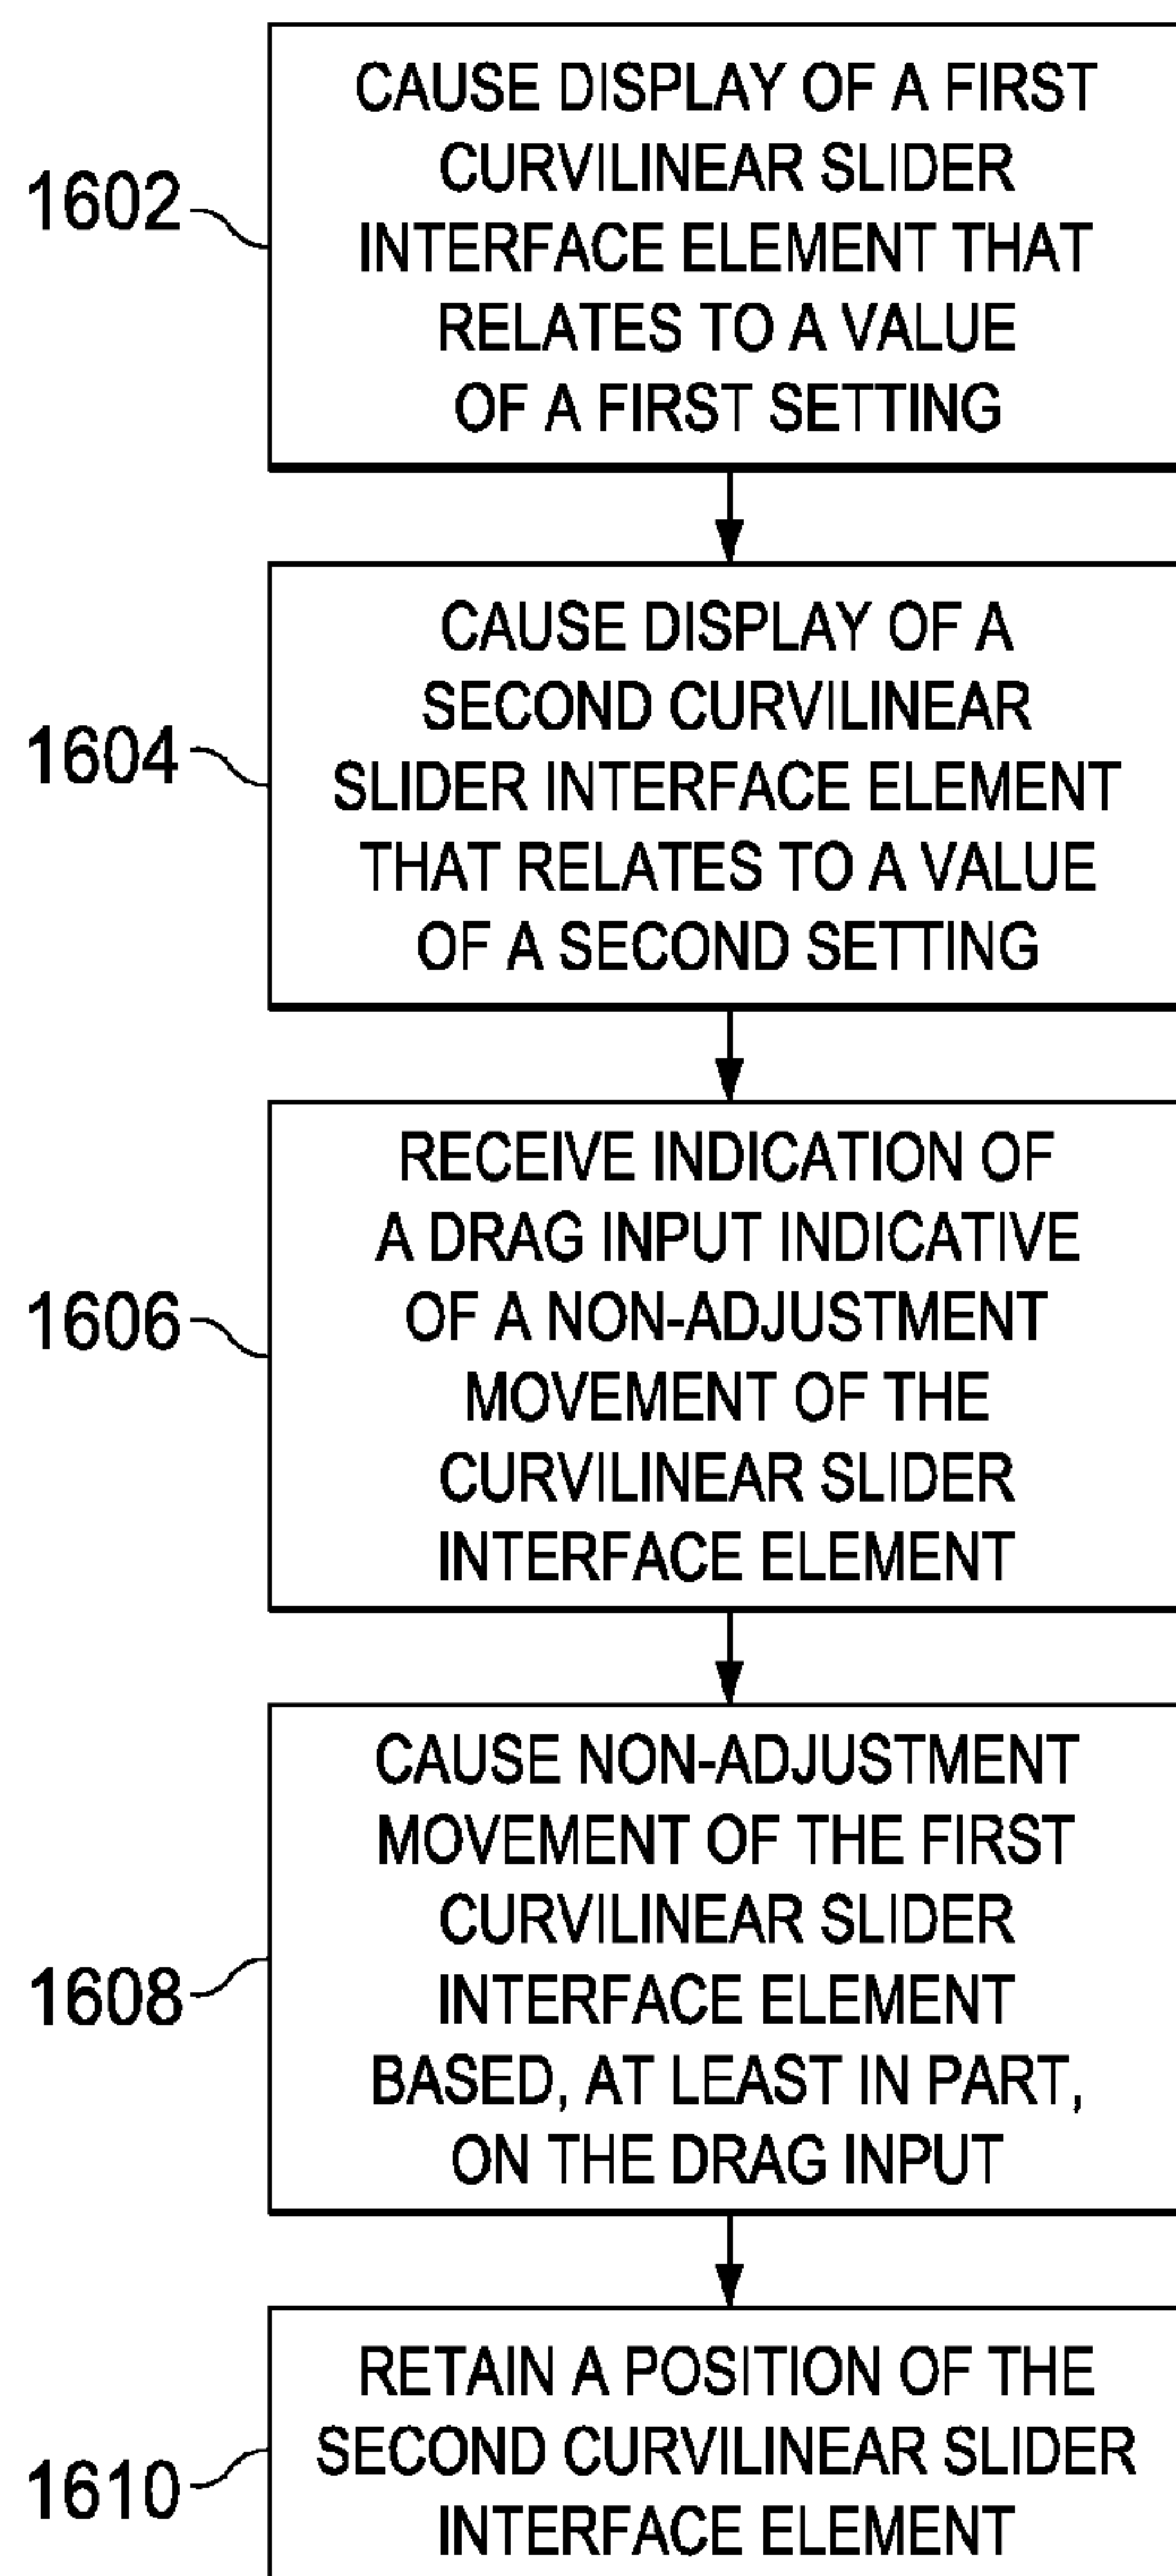 1602
CAUSE DISPLAY OF A FIRST
CURVILINEAR SLIDER
INTERFACE ELEMENT THAT
RELATES TO A VALUE
OF A FIRST SETTING
1604
CAUSE DISPLAY OF A
SECOND CURVILINEAR
SLIDER INTERFACE ELEMENT
THAT RELATES TO A VALUE
OF A SECOND SETTING
1606
RECEIVE INDICATION OF
A DRAG INPUT INDICATIVE
OF A NON-ADJUSTMENT
MOVEMENT OF THE
CURVILINEAR SLIDER
INTERFACE ELEMENT
1608
CAUSE NON-ADJUSTMENT
MOVEMENT OF THE FIRST
CURVILINEAR SLIDER
INTERFACE ELEMENT
BASED, AT LEAST IN PART,
ON THE DRAG INPUT
1610
RETAIN A POSITION OF THE
SECOND CURVILINEAR SLIDER
INTERFACE ELEMENT